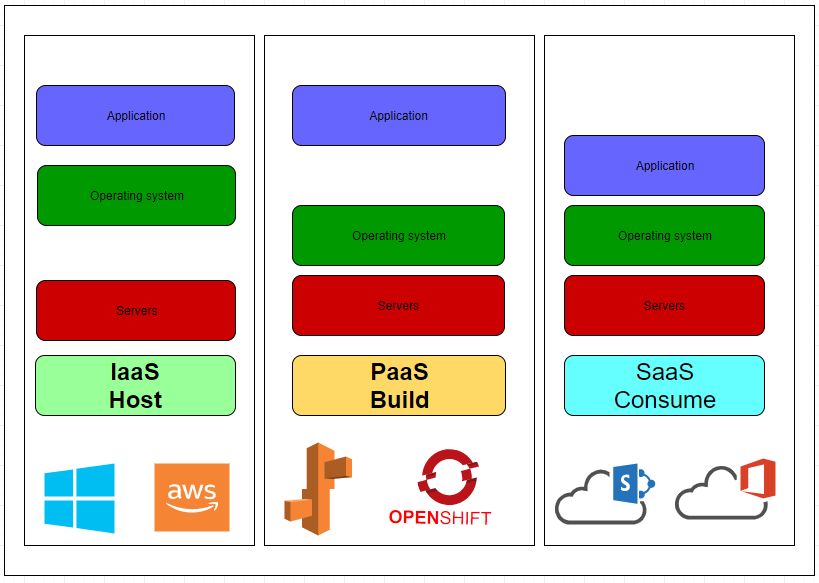 Application
Operating system
Servers
IaaS
Host
aws
Application
Operating system
Servers
PaaS
Build
OPENSHIFT
Application
Operating system
Servers
SaaS
Consume
S